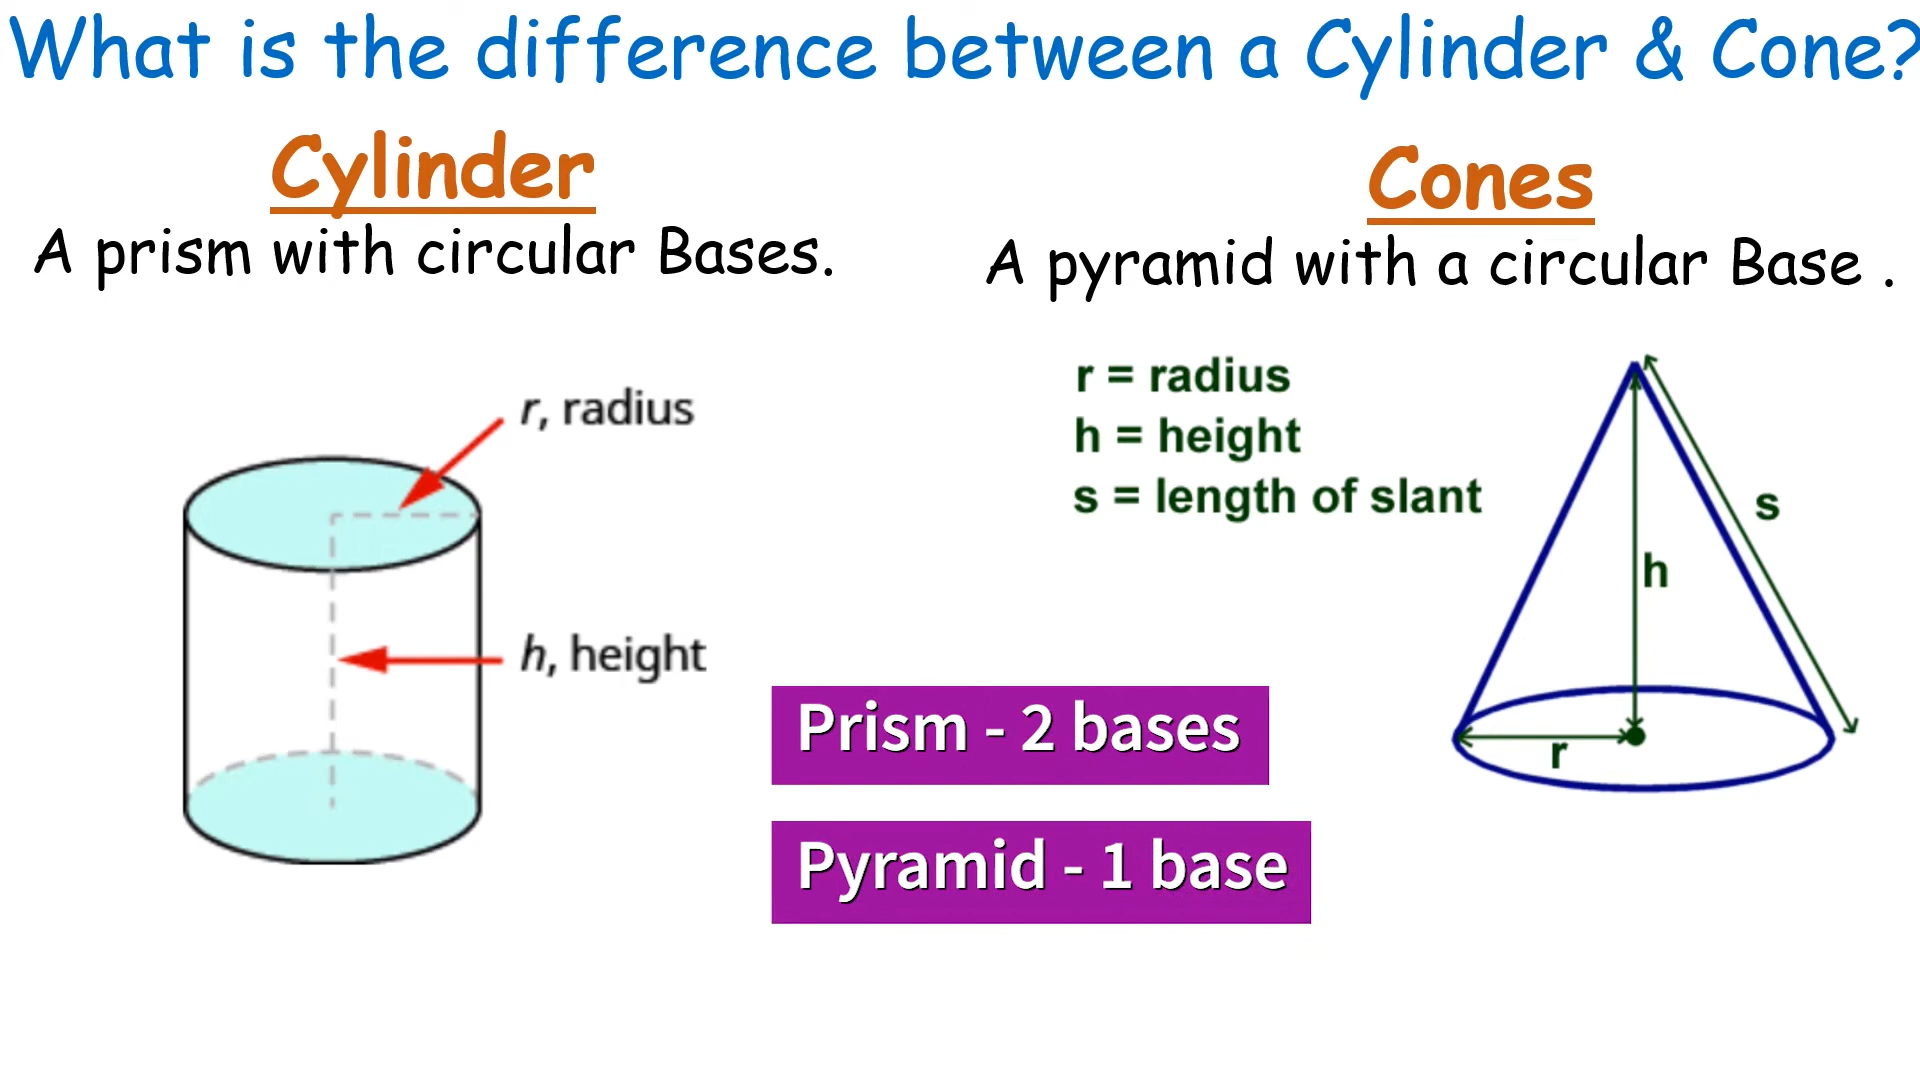 What is the difference between a Cylinder & Cone?
Cylinder
A prism with circular Bases.
r, radius
h, height
Cones
A pyramid with a circular Base .
r = radius
h = height
s = length of slant
s
h
r
Prism - 2 bases
Pyramid - 1 base